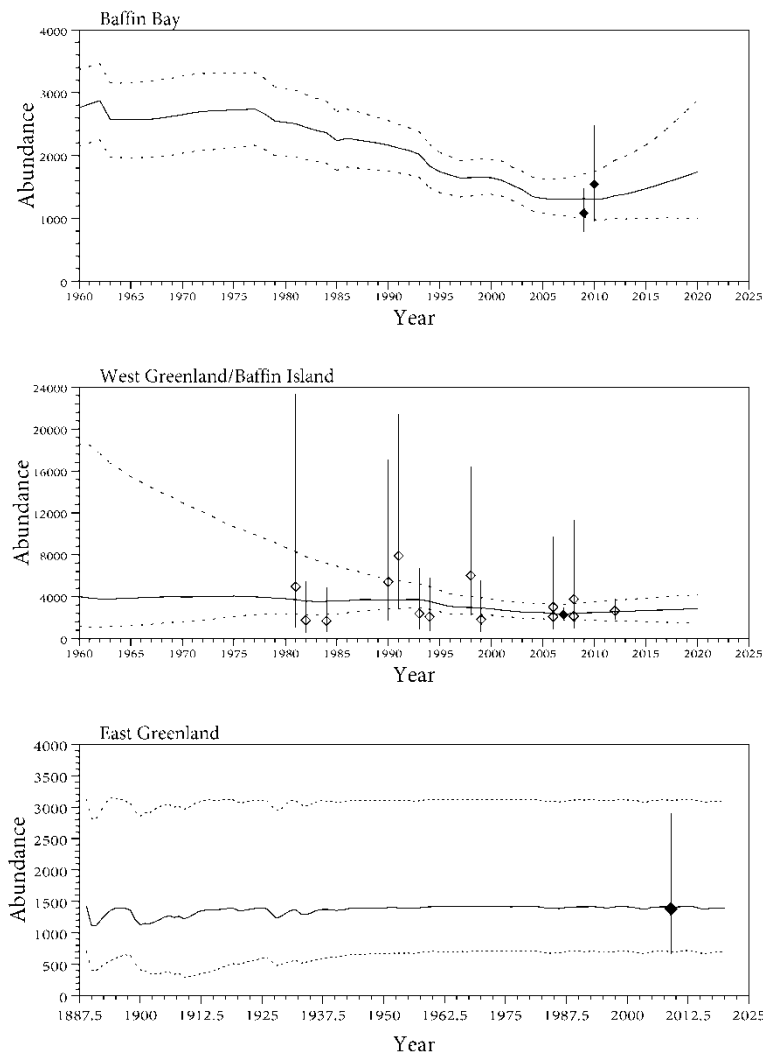 Baffin Bay
4000
3000
2000
1000
0
Abundance
1960 1965 1970 1975 1980 1985 1990 1995 2000 2005 2010 2015 2020 2025
Year
West Greenland/Baffin Island
24000
20000
16000
12000
8000
4000
0
Abundance
1960 1965 1970 1975 1980 1985 1990 1995 2000 2005 2010 2015 2020 2025
Year
East Greenland
4000
3500
3000
2500
2000
1500
1000
500
0
Abundance
1887.5 1900 1912.5 1925 1937.5 1950 1962.5 1975 1987.5 2000 2012.5 2025
Year